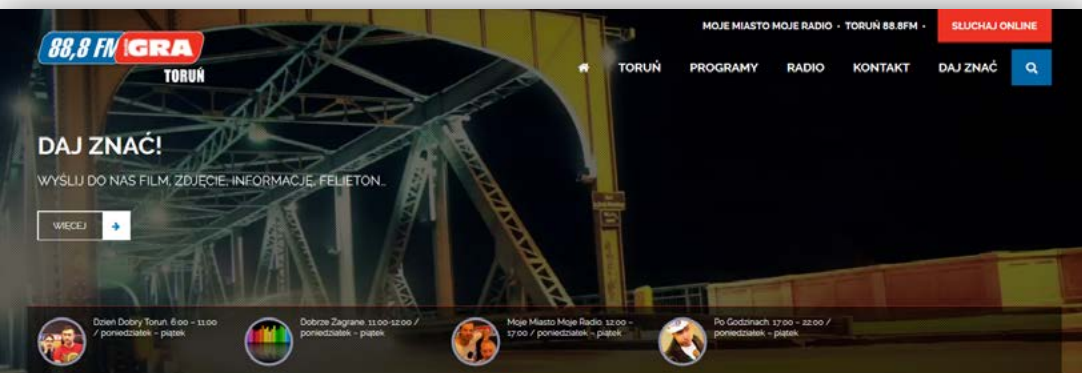 MOJE MIASTO MOJE RADIO • TORUŃ 88.8FM •
SŁUCHAJ ONLINE
88,8 FM GRA
TORUŃ
TORUŃ PROGRAMY RADIO KONTAKT DAJ ZNAĆ
DAJ ZNAĆ!
WYŚLIJ DO NAS FILM, ZDJĘCIE, INFORMACJĘ, FELIETON...
WIĘCEJ
Dzień Dobry Toruń. 6:00 – 11:00
/ poniedziałek – piątek
Dobrze Zagrane. 11:00-12:00 /
poniedziałek – piątek
Moje Miasto Moje Radio. 12:00 –
17:00 / poniedziałek – piątek
Po Godzinach. 17:00 – 22:00 /
poniedziałek – piątek